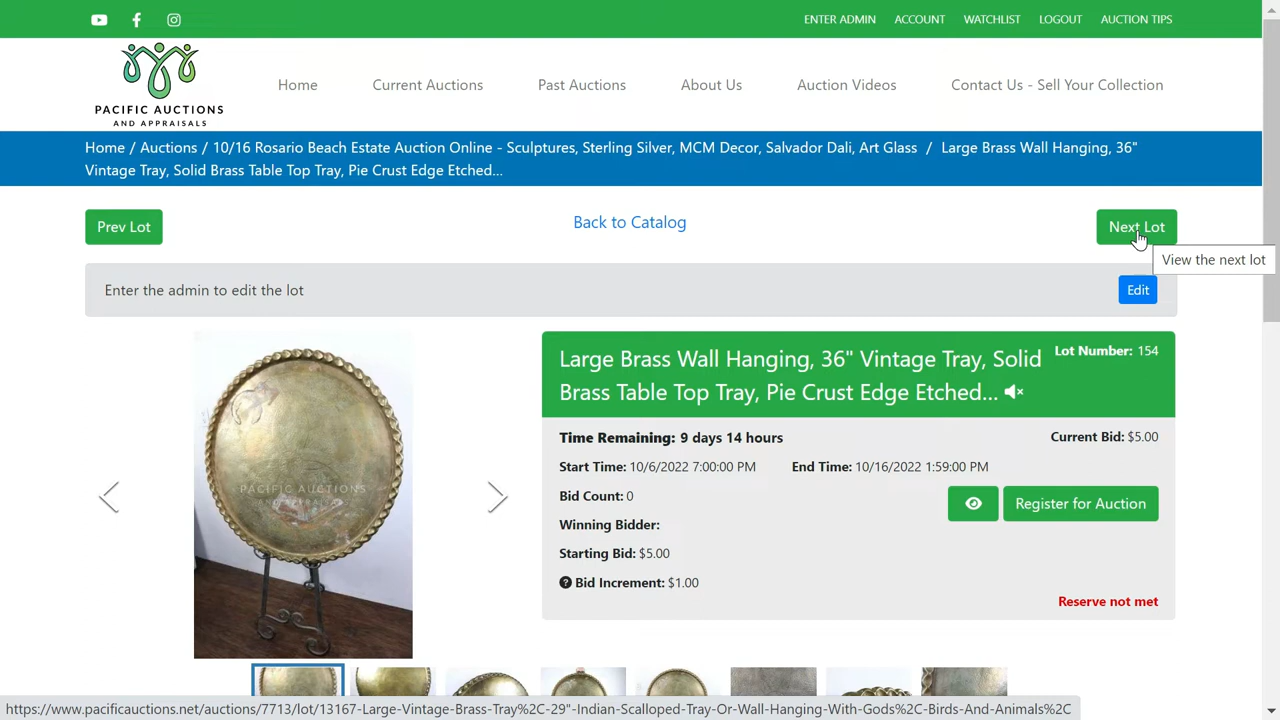 ENTER ADMIN ACCOUNT WATCHLIST LOGOUT AUCTION TIPS
PACIFIC AUCTIONS
AND APPRAISALS
Home Current Auctions Past Auctions About Us Auction Videos Contact Us - Sell Your Collection
Home / Auctions / 10/16 Rosario Beach Estate Auction Online - Sculptures, Sterling Silver, MCM Decor, Salvador Dali, Art Glass / Large Brass Wall Hanging, 36"
Vintage Tray, Solid Brass Table Top Tray, Pie Crust Edge Etched...
Prev Lot Back to Catalog Next Lot
View the next lot
Enter the admin to edit the lot Edit
Large Brass Wall Hanging, 36" Vintage Tray, Solid
Brass Table Top Tray, Pie Crust Edge Etched...
Lot Number: 154
Time Remaining: 9 days 14 hours Current Bid: $5.00
Start Time: 10/6/2022 7:00:00 PM End Time: 10/16/2022 1:59:00 PM
Bid Count: 0
Register for Auction
Winning Bidder:
Starting Bid: $5.00
Bid Increment: $1.00
Reserve not met
PACIFIC AUCTIONS
AND APPRAISALS
https://www.pacificauctions.net/auctions/7713/lot/13167-Large-Vintage-Brass-Tray%2C-29"-Indian-Scalloped-Tray-Or-Wall-Hanging-With-Gods%2C-Birds-And-Animals%2C